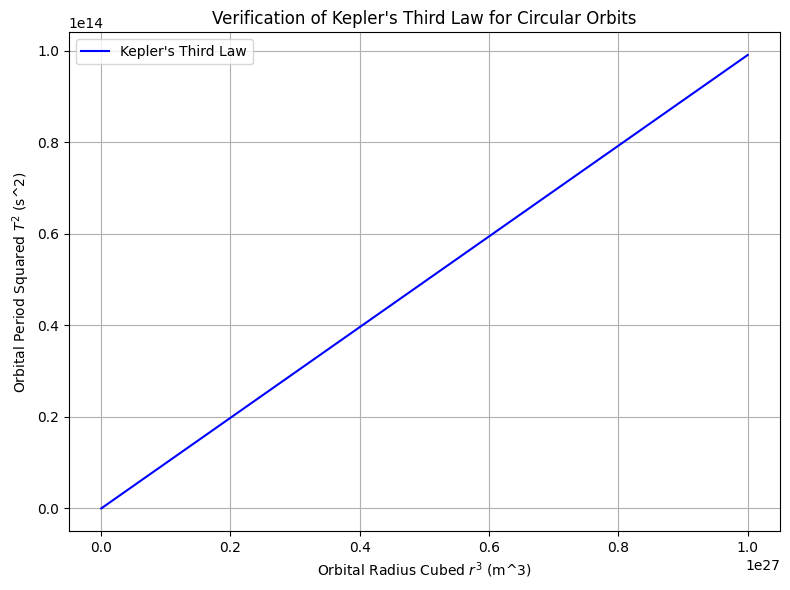 Verification of Kepler's Third Law for Circular Orbits
1e14
Kepler's Third Law
1.0
0.8
0.6
0.4
0.2
0.0
Orbital Period Squared T² (s^2)
0.0 0.2 0.4 0.6 0.8 1.0
1e27
Orbital Radius Cubed r³ (m^3)